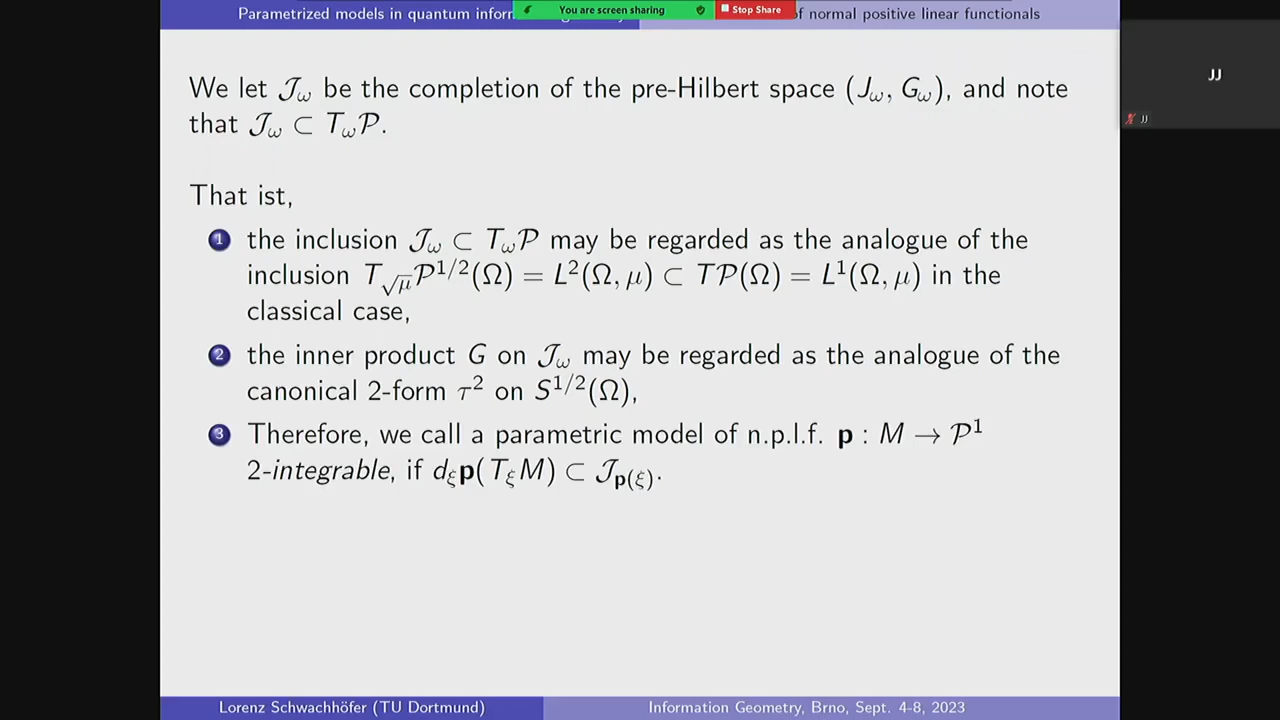 Parametrized models in quantum infor
You are screen sharing
Stop Share
of normal positive linear functionals
We let 𝒥_ω be the completion of the pre-Hilbert space (J_ω, G_ω), and note
that 𝒥_ω ⊂ T_ω𝒫.
JJ
JJ
That ist,
1 the inclusion 𝒥_ω ⊂ T_ω𝒫 may be regarded as the analogue of the
inclusion T_{√μ}𝒫^{1/2}(Ω) = L²(Ω, μ) ⊂ T𝒫(Ω) = L¹(Ω, μ) in the
classical case,
2 the inner product G on 𝒥_ω may be regarded as the analogue of the
canonical 2-form τ² on S^{1/2}(Ω),
3 Therefore, we call a parametric model of n.p.l.f. p : M → 𝒫¹
2-integrable, if d_ξp(T_ξM) ⊂ 𝒥_{p(ξ)}.
Lorenz Schwachhöfer (TU Dortmund)
Information Geometry, Brno, Sept. 4-8, 2023